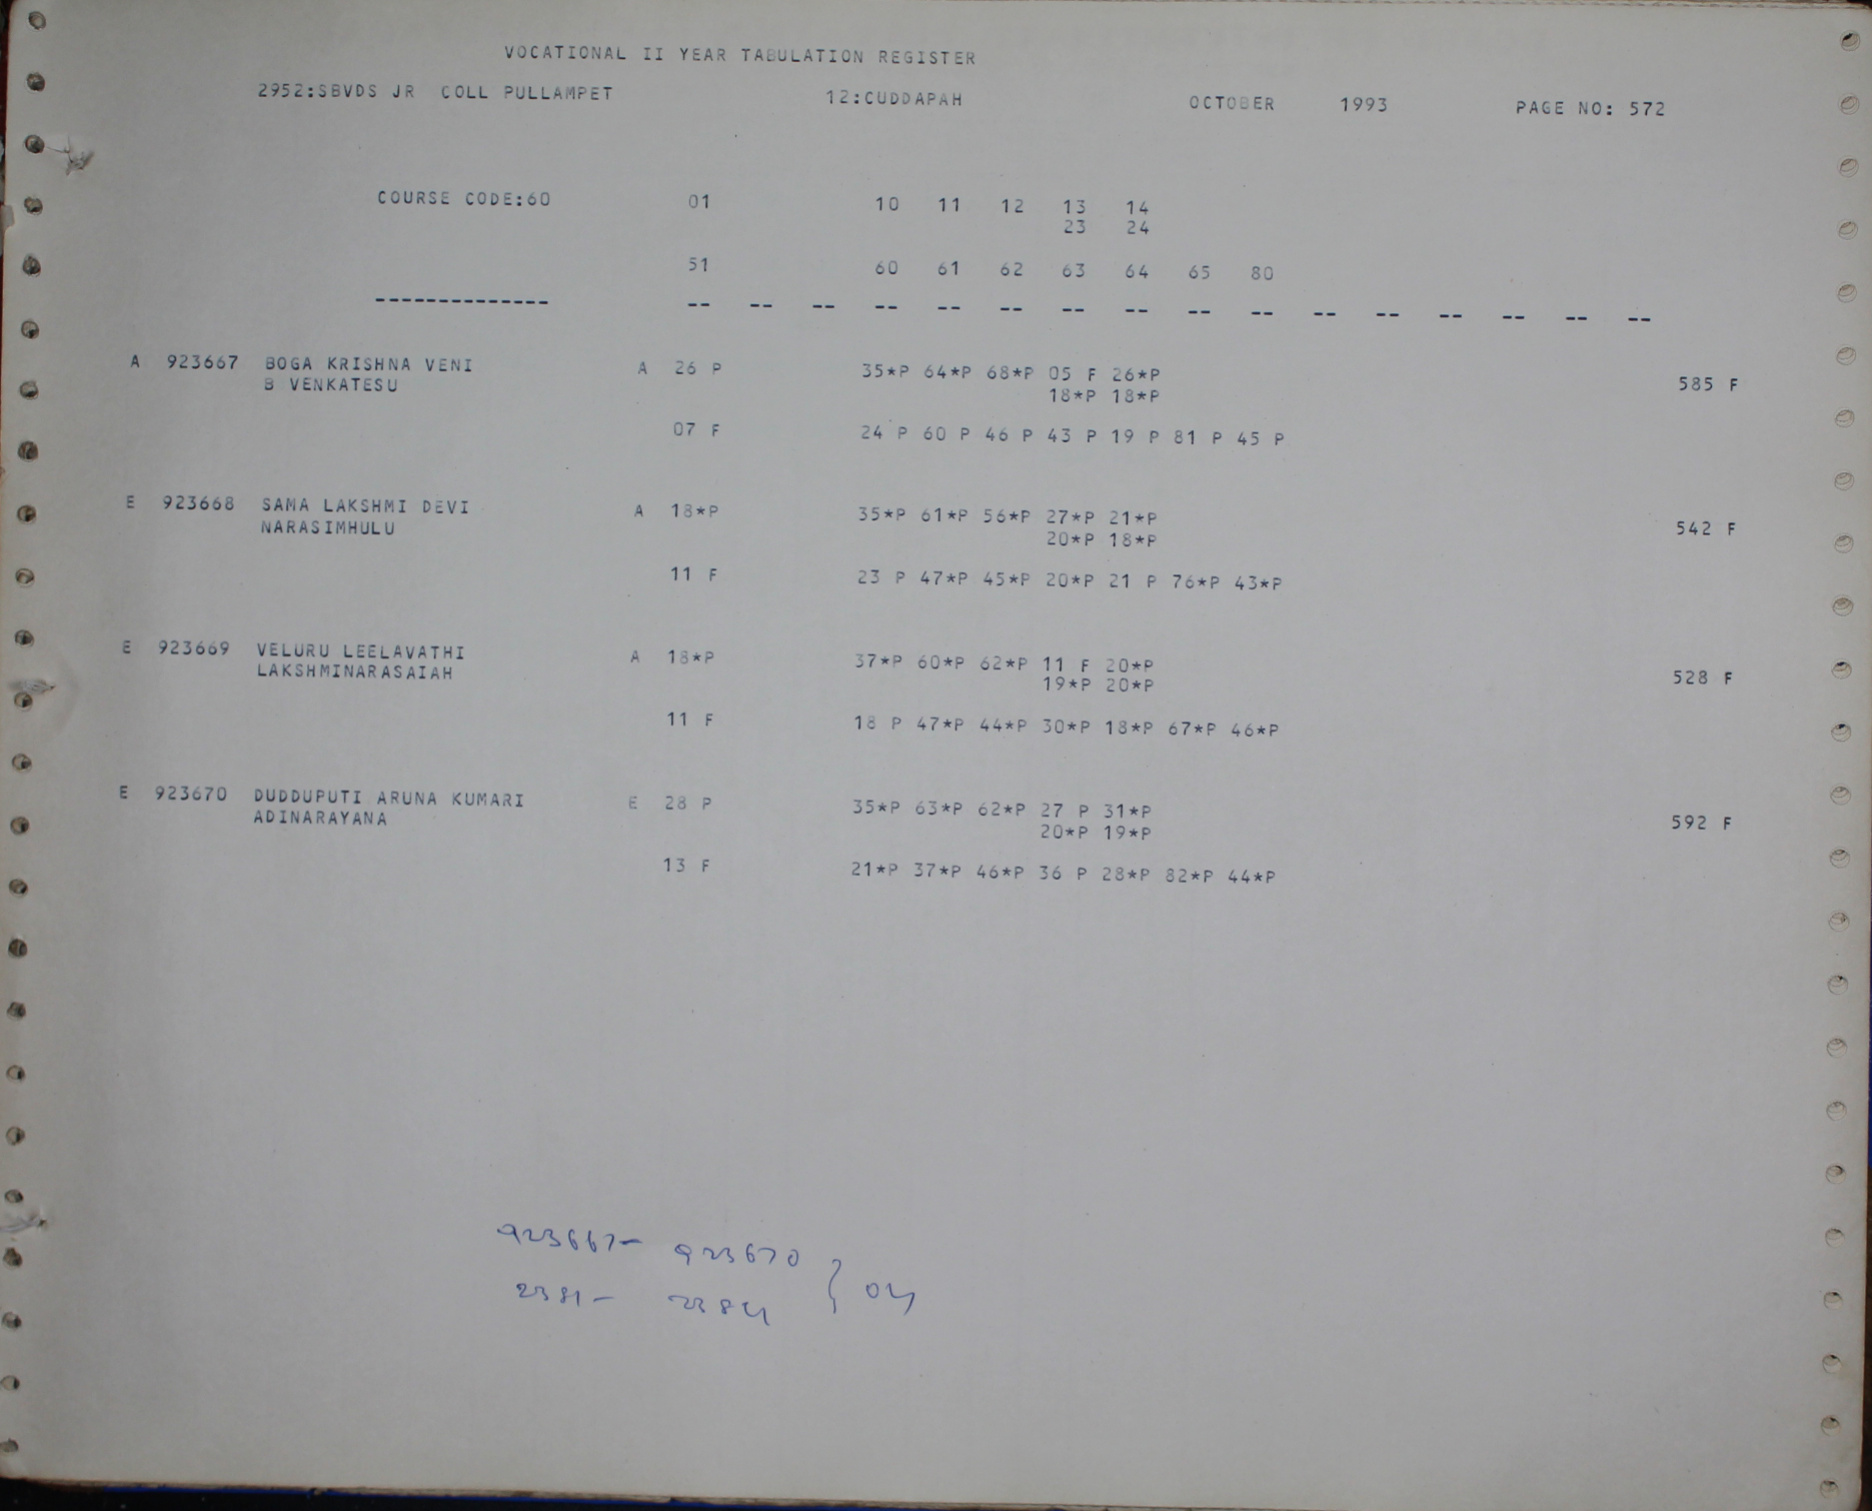 VOCATIONAL II YEAR TABULATION REGISTER
2952:SBVDS JR COLL PULLAMPET 12:CUDDAPAH OCTOBER 1993 PAGE NO: 572
COURSE CODE:60 01 10 11 12 13 14
23 24
51 60 61 62 63 64 65 80
-------------- -- -- -- -- -- -- -- -- -- -- -- -- -- -- -- --
A 923667 BOGA KRISHNA VENI A 26 P 35*P 64*P 68*P 05 F 26*P
B VENKATESU 18*P 18*P 585 F
07 F 24 P 60 P 46 P 43 P 19 P 81 P 45 P
E 923668 SAMA LAKSHMI DEVI A 18*P 35*P 61*P 56*P 27*P 21*P
NARASIMHULU 20*P 18*P 542 F
11 F 23 P 47*P 45*P 20*P 21 P 76*P 43*P
E 923669 VELURU LEELAVATHI A 18*P 37*P 60*P 62*P 11 F 20*P
LAKSHMINARASAIAH 19*P 20*P 528 F
11 F 18 P 47*P 44*P 30*P 18*P 67*P 46*P
E 923670 DUDDUPUTI ARUNA KUMARI E 28 P 35*P 63*P 62*P 27 P 31*P
ADINARAYANA 20*P 19*P 592 F
13 F 21*P 37*P 46*P 36 P 28*P 82*P 44*P
923667- 923670
2381- 2384 } 04